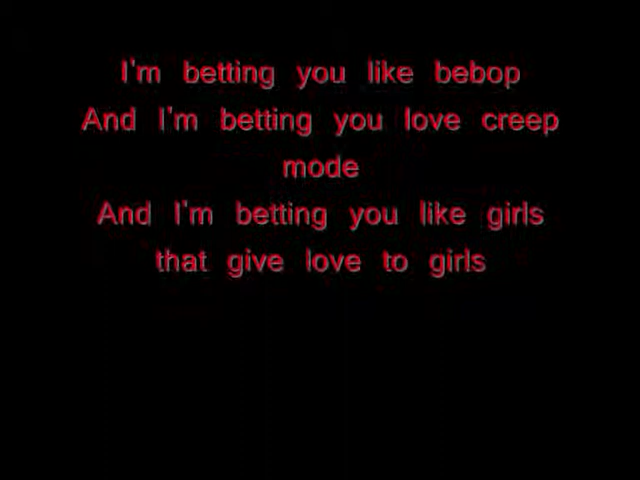 I'm betting you like bebop
And I'm betting you love creep
mode
And I'm betting you like girls
that give love to girls